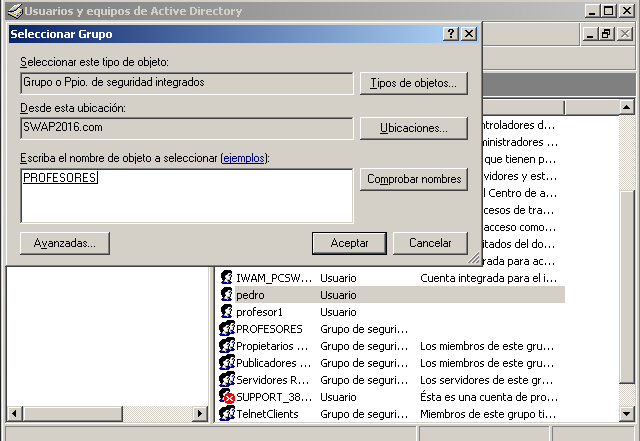 Usuarios y equipos de Active Directory
Seleccionar Grupo
Seleccionar este tipo de objeto:
Grupo o Ppio. de seguridad integrados
Tipos de objetos...
Desde esta ubicación:
SWAP2016.com
Ubicaciones...
Escriba el nombre de objeto a seleccionar (ejemplos):
PROFESORES
Comprobar nombres
Avanzadas...
Aceptar
Cancelar
ntroladores d...
ministradores
que tienen p...
rvidores y est...
l Centro de a...
cesos de tra...
acceso como...
itados del do...
rada para ac...
IWAM_PCSW... Usuario Cuenta integrada para el i...
pedro Usuario
profesor1 Usuario
PROFESORES Grupo de seguri...
Propietarios ... Grupo de seguri... Los miembros de este gru...
Publicadores ... Grupo de seguri... Los miembros de este gru...
Servidores R... Grupo de seguri... Los servidores de este gr...
SUPPORT_38... Usuario Ésta es una cuenta de pro...
TelnetClients Grupo de seguri... Miembros de este grupo ti...